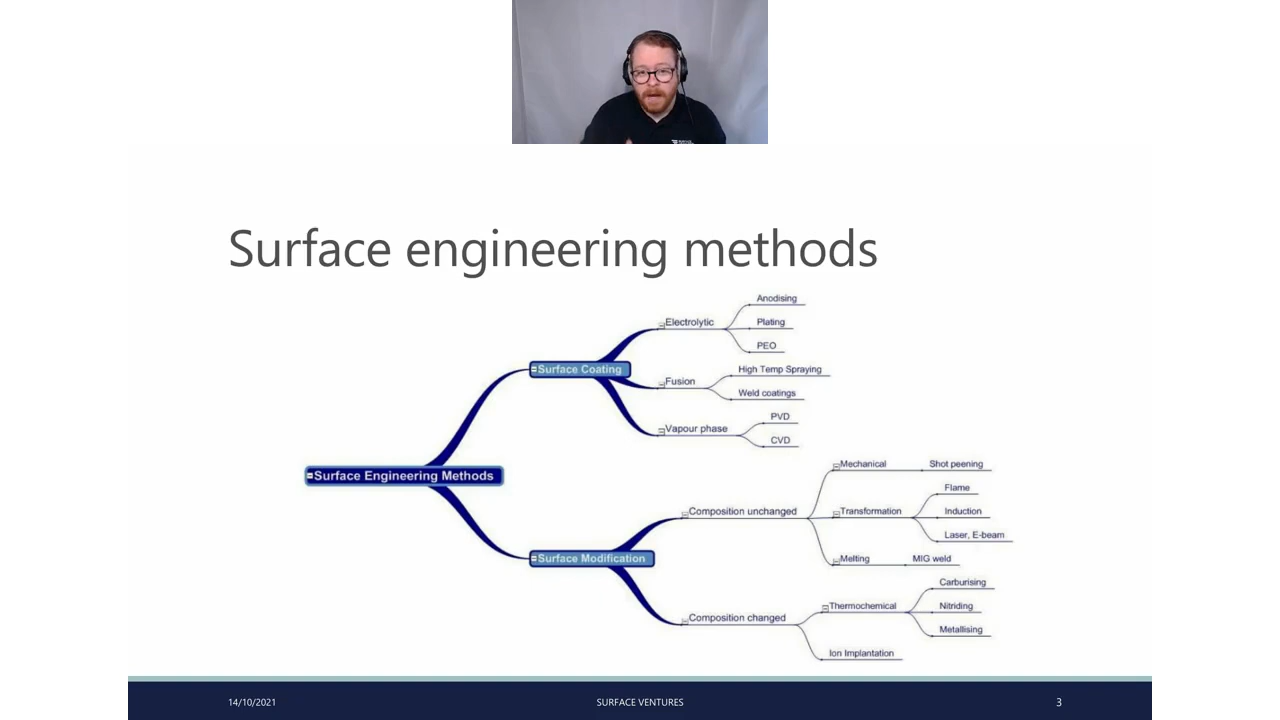 Surface engineering methods
Anodising
Electrolytic
Plating
PEO
Surface Coating
High Temp Spraying
Fusion
Weld coatings
PVD
Vapour phase
CVD
Surface Engineering Methods
Mechanical
Shot peening
Flame
Composition unchanged
Transformation
Induction
Laser, E-beam
Surface Modification
Melting
MIG weld
Carburising
Thermochemical
Nitriding
Composition changed
Metallising
Ion Implantation
14/10/2021
SURFACE VENTURES
3